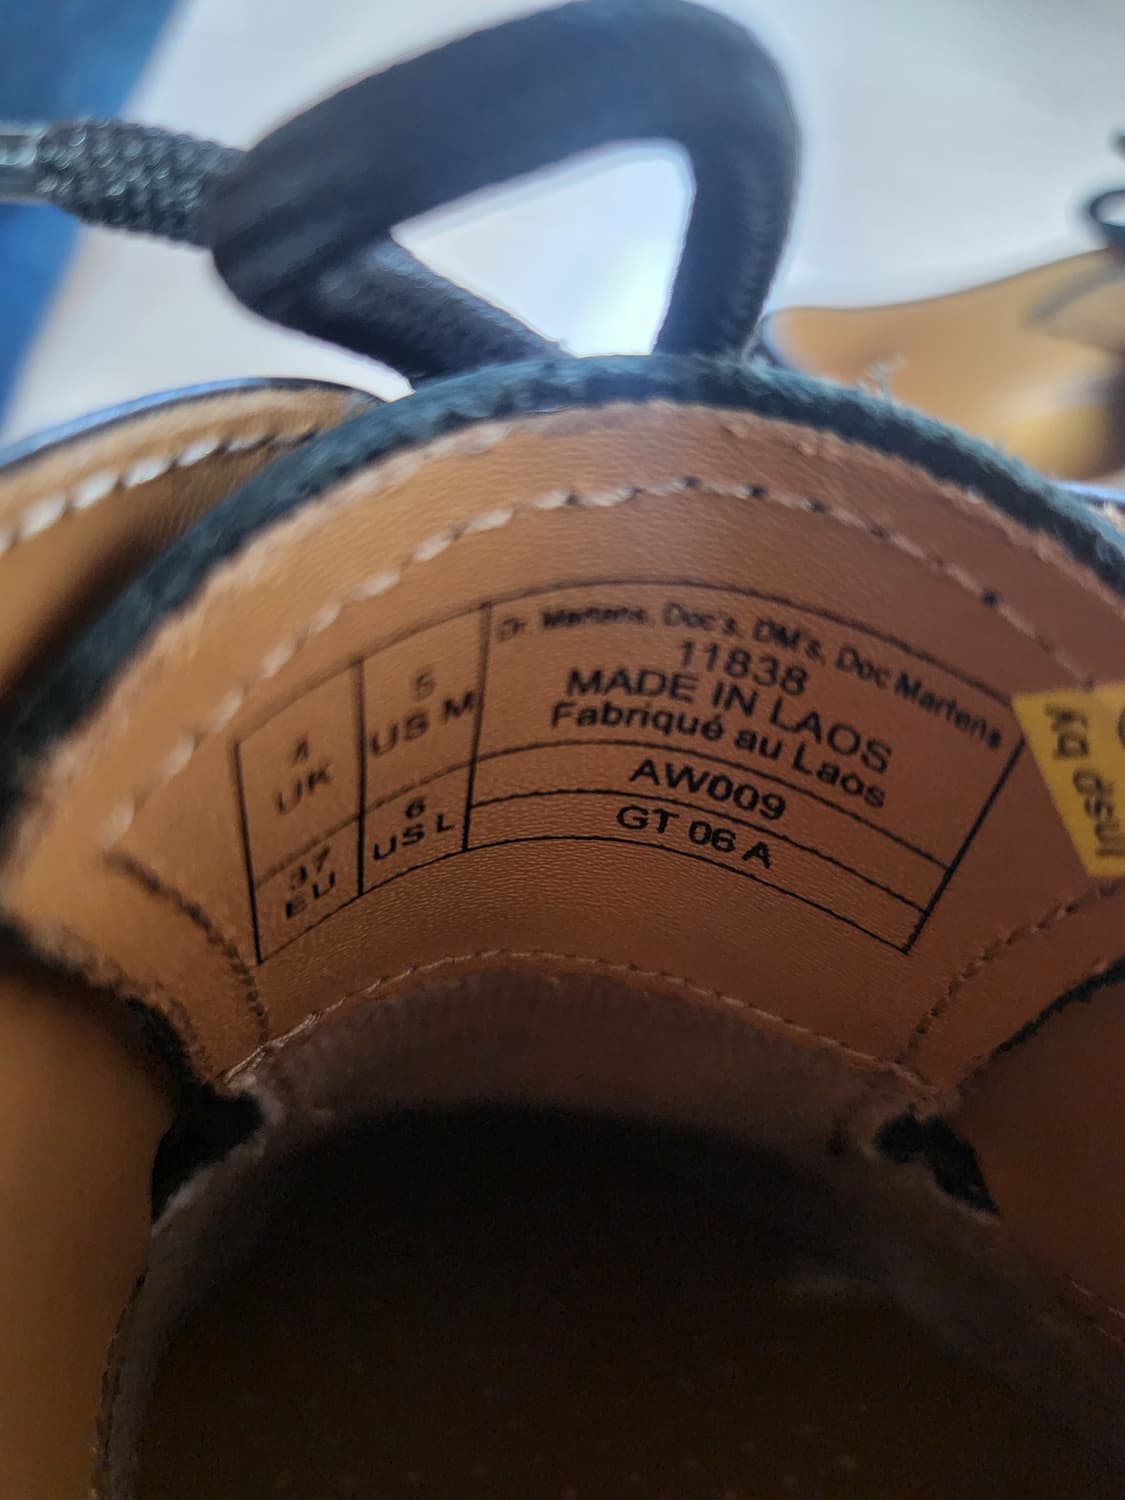 4
UK
5
US M
37
EU
6
US L
Dr. Martens, Doc's, DM's, Doc Martens
11838
MADE IN LAOS
Fabriqué au Laos
AW009
GT 06 A